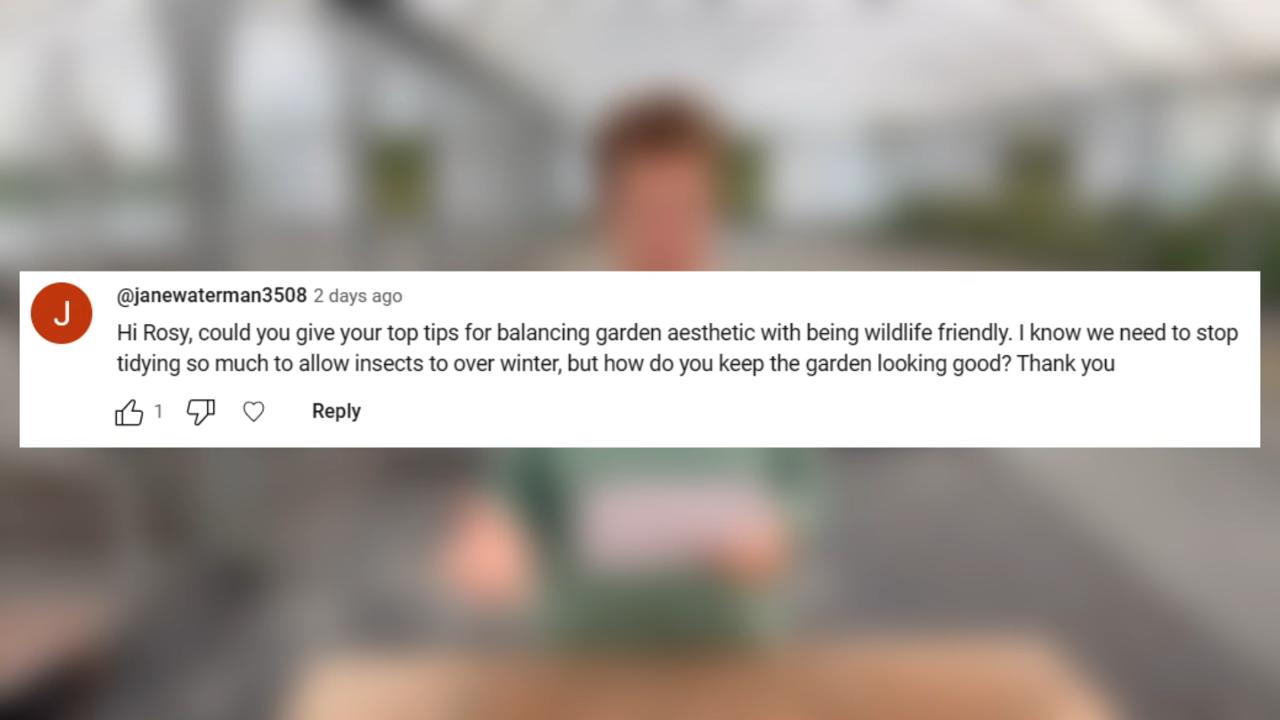 J
@janewaterman3508 2 days ago
Hi Rosy, could you give your top tips for balancing garden aesthetic with being wildlife friendly. I know we need to stop
tidying so much to allow insects to over winter, but how do you keep the garden looking good? Thank you
1 Reply